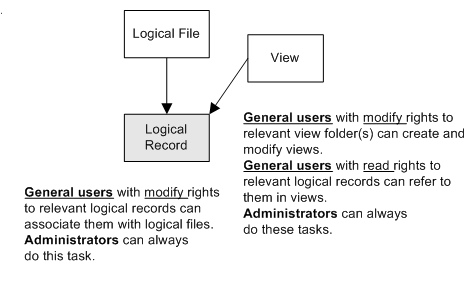 Logical File
View
Logical
Record
General users with modify rights to
relevant view folder(s) can create and
modify views.
General users with read rights to
relevant logical records can refer to
them in views.
Administrators can always
do these tasks.
General users with modify rights
to relevant logical records can
associate them with logical files.
Administrators can always
do this task.